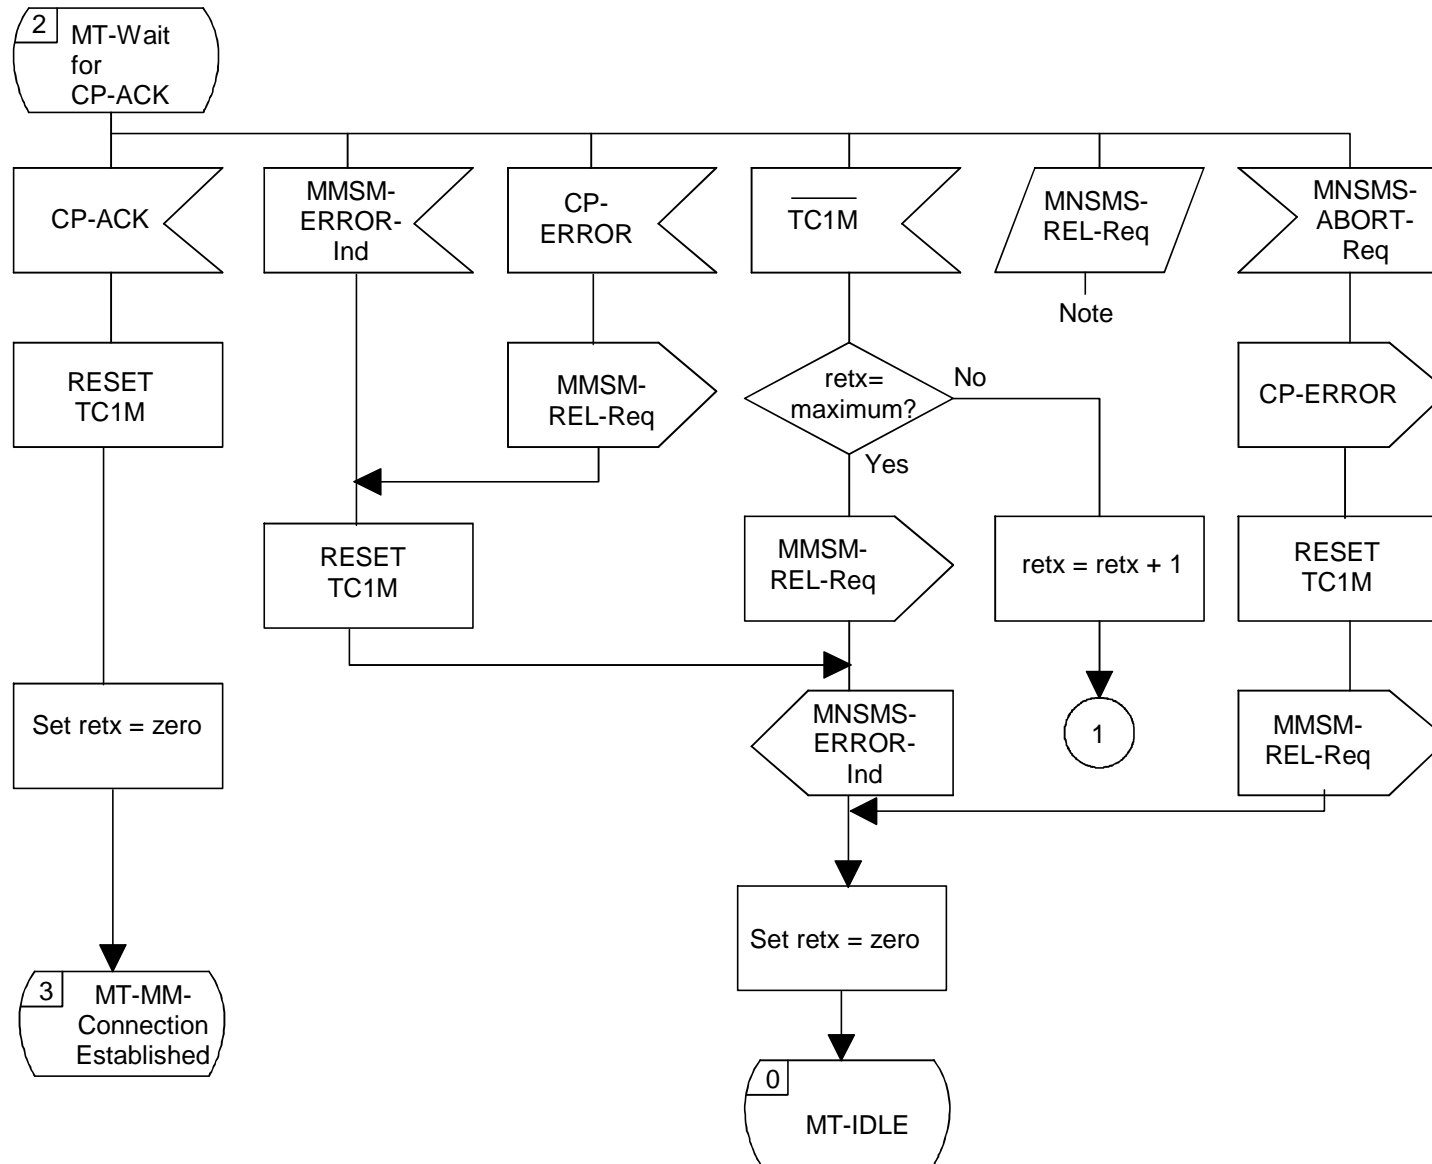 2
MT-Wait
for
CP-ACK
CP-ACK
MMSM-
ERROR-
Ind
CP-
ERROR
TC1M
MNSMS-
REL-Req
Note
MNSMS-
ABORT-
Req
RESET
TC1M
MMSM-
REL-Req
retx=
maximum?
No
Yes
CP-ERROR
RESET
TC1M
MMSM-
REL-Req
retx = retx + 1
RESET
TC1M
Set retx = zero
MNSMS-
ERROR-
Ind
1
MMSM-
REL-Req
Set retx = zero
3
MT-MM-
Connection
Established
0
MT-IDLE